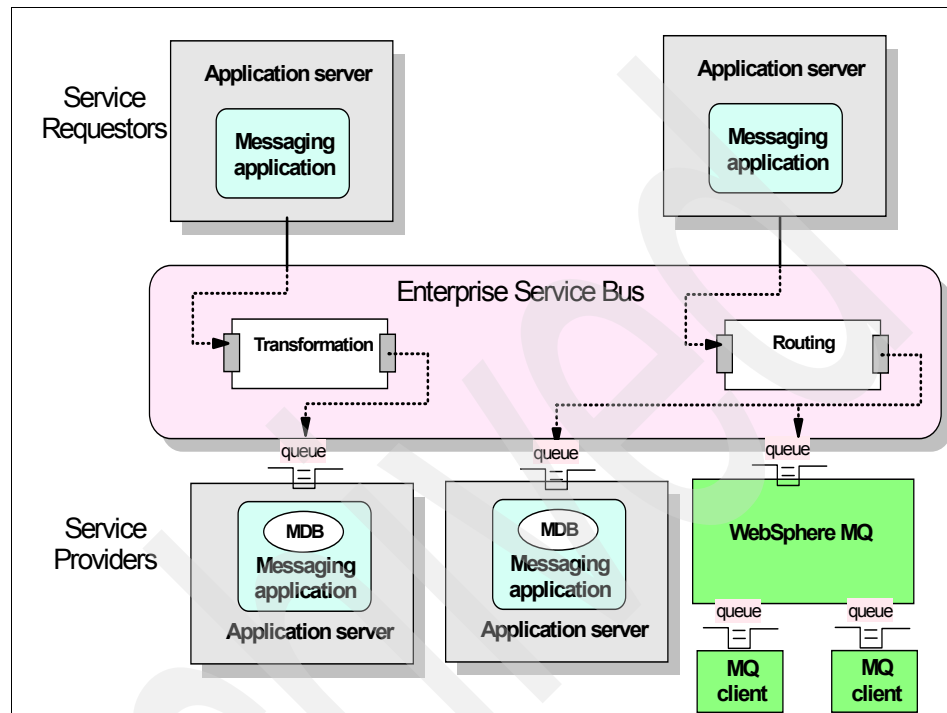 Application server
Messaging
application
Application server
Messaging
application
Service
Requestors
Enterprise Service Bus
Transformation
Routing
queue
queue
queue
Service
Providers
MDB
Messaging
application
Application server
MDB
Messaging
application
Application server
WebSphere MQ
queue
queue
MQ
client
MQ
client